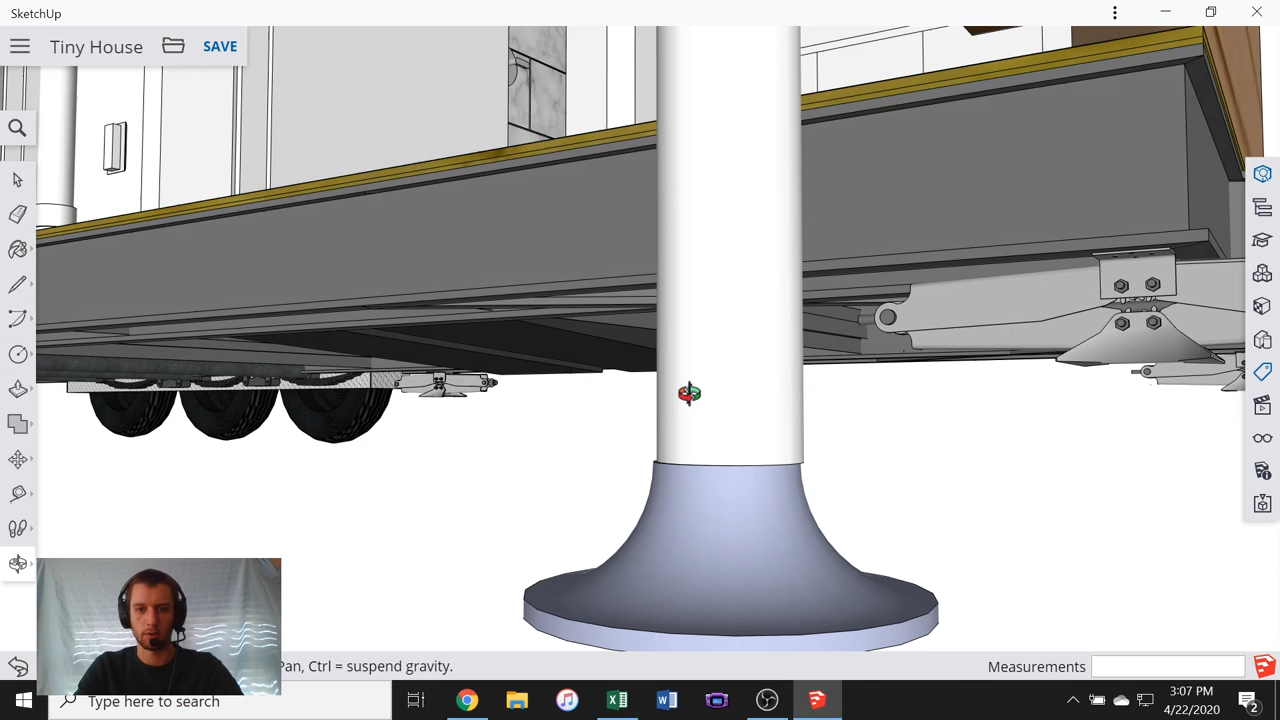 SketchUp
Tiny House
SAVE
Pan, Ctrl = suspend gravity.
Measurements
Type here to search
3:07 PM
4/22/2020
2